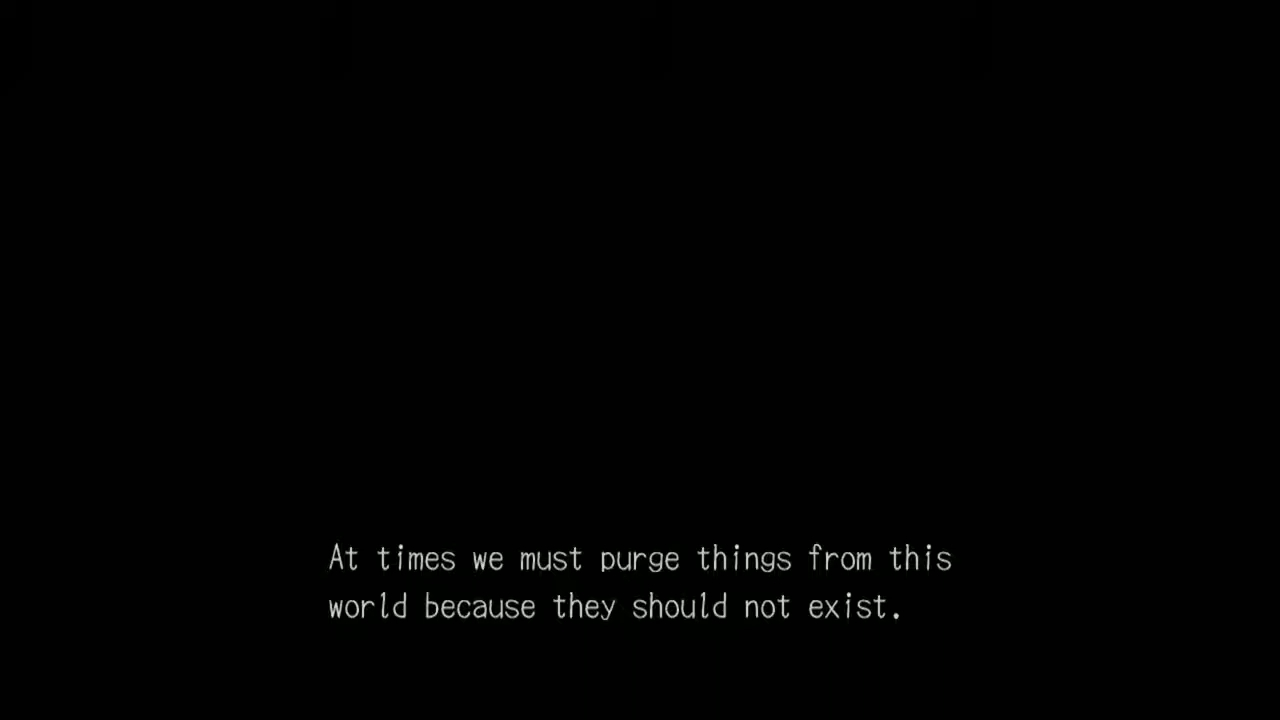 At times we must purge things from this
world because they should not exist.